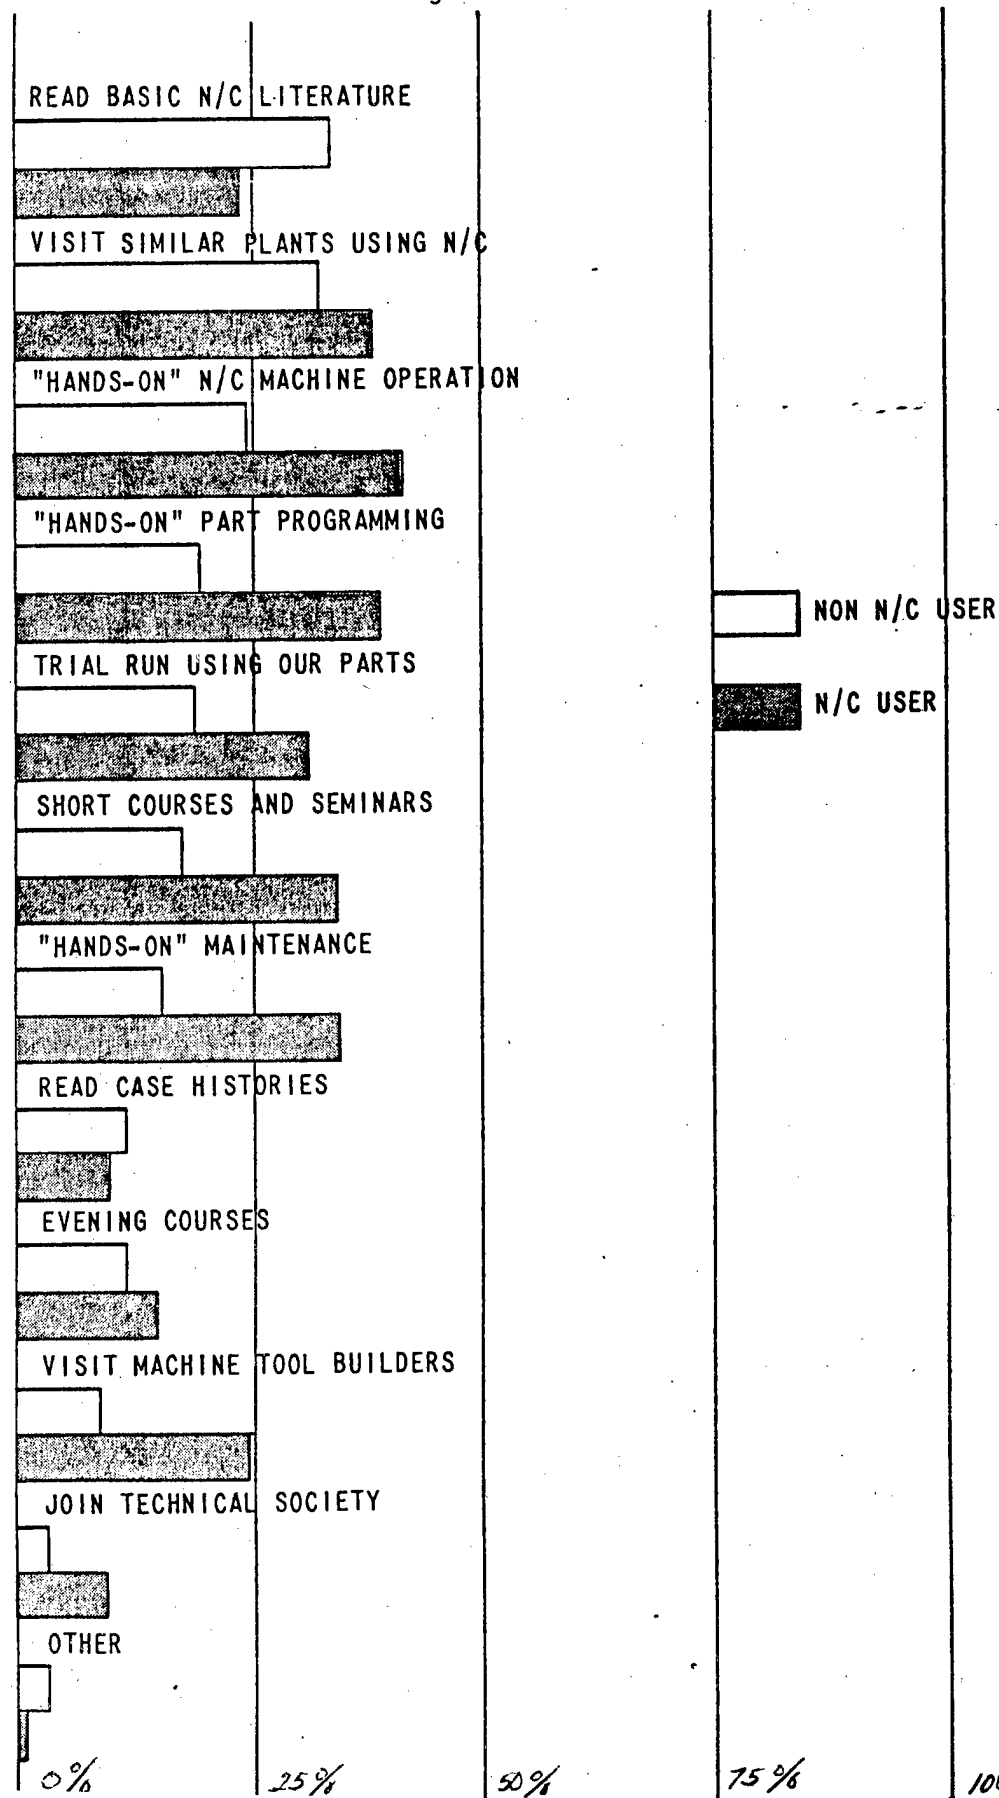 READ BASIC N/C LITERATURE
VISIT SIMILAR PLANTS USING N/C
"HANDS-ON" N/C MACHINE OPERATION
"HANDS-ON" PART PROGRAMMING
NON N/C USER
TRIAL RUN USING OUR PARTS
N/C USER
SHORT COURSES AND SEMINARS
"HANDS-ON" MAINTENANCE
READ CASE HISTORIES
EVENING COURSES
VISIT MACHINE TOOL BUILDERS
JOIN TECHNICAL SOCIETY
OTHER
0% 25% 50% 75% 100